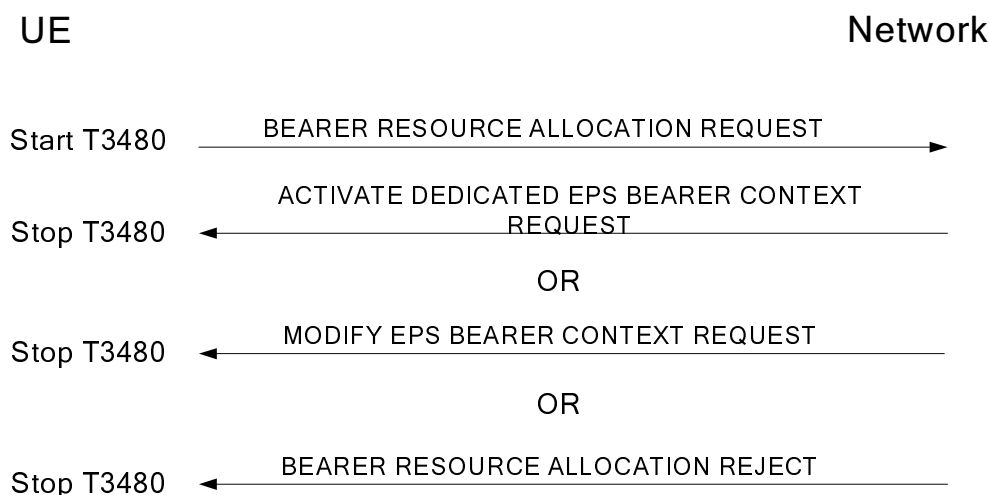 UE Network
Start T3480 BEARER RESOURCE ALLOCATION REQUEST
ACTIVATE DEDICATED EPS BEARER CONTEXT
REQUEST
Stop T3480
OR
MODIFY EPS BEARER CONTEXT REQUEST
Stop T3480
OR
BEARER RESOURCE ALLOCATION REJECT
Stop T3480